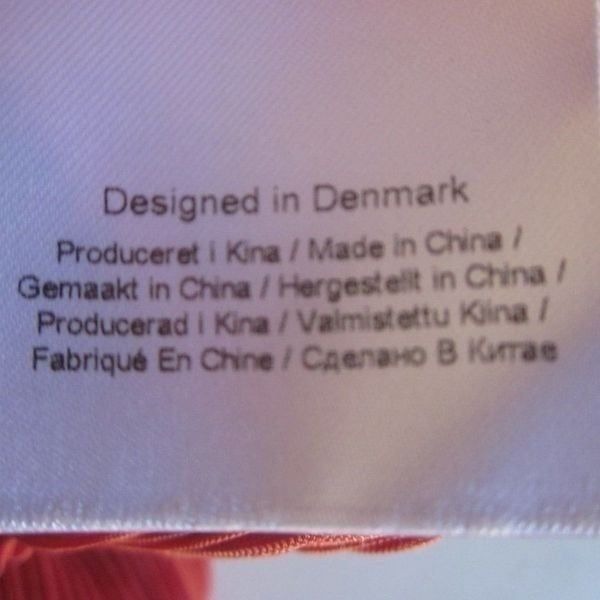 Designed in Denmark
Produceret i Kina / Made in China /
Gemaakt in China / Hergestellt in China /
Producerad i Kina / Valmistettu Kiina /
Fabriqué En Chine / Сделано В Китае